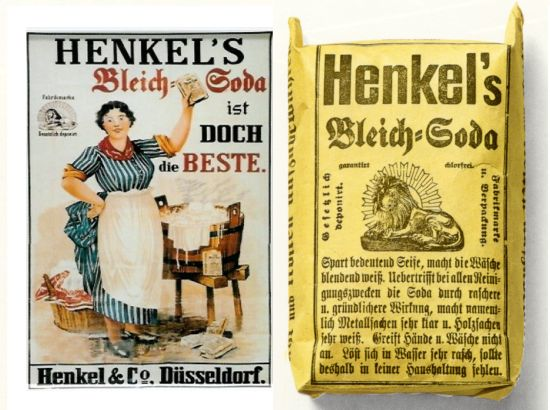 HENKEL'S
Bleich-Soda
ist
DOCH
die BESTE.
Fabrikmarke
Gesetzlich deponirt
Henkel & Co, Düsseldorf.
Henkel's
Bleich-Soda
garantirt
chlorfrei.
Gesetzlich
deponirt.
Fabrikmarke
u. Verpackung.
Spart bedeutend Seife, macht die Wäsche
blendend weiß. Uebertrifft bei allen Reini-
gungszwecken die Soda durch raschere
u. gründlichere Wirkung, macht nament-
lich Metallsachen sehr klar u. Holzsachen
sehr weiß. Greift Hände u. Wäsche nicht
an. Löst sich in Wasser sehr rasch, sollte
deshalb in keiner Haushaltung fehlen.